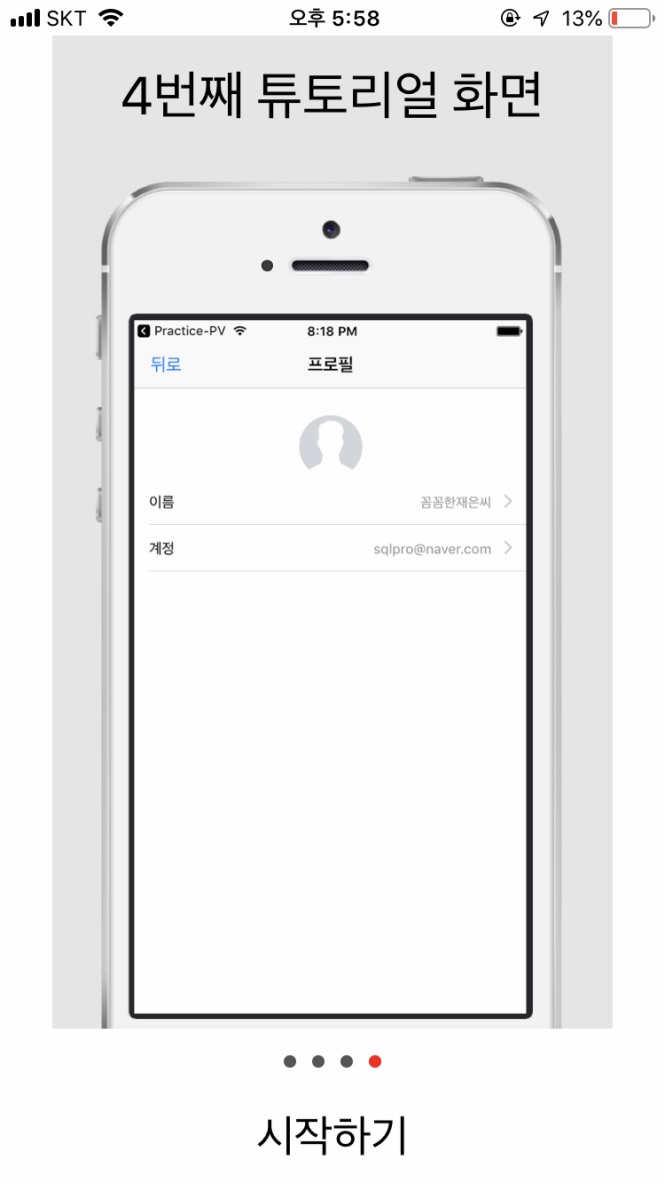 SKT 오후 5:58 13%
4번째 튜토리얼 화면
Practice-PV 8:18 PM
뒤로 프로필
이름 꼼꼼한재은씨
계정 sqlpro@naver.com
시작하기